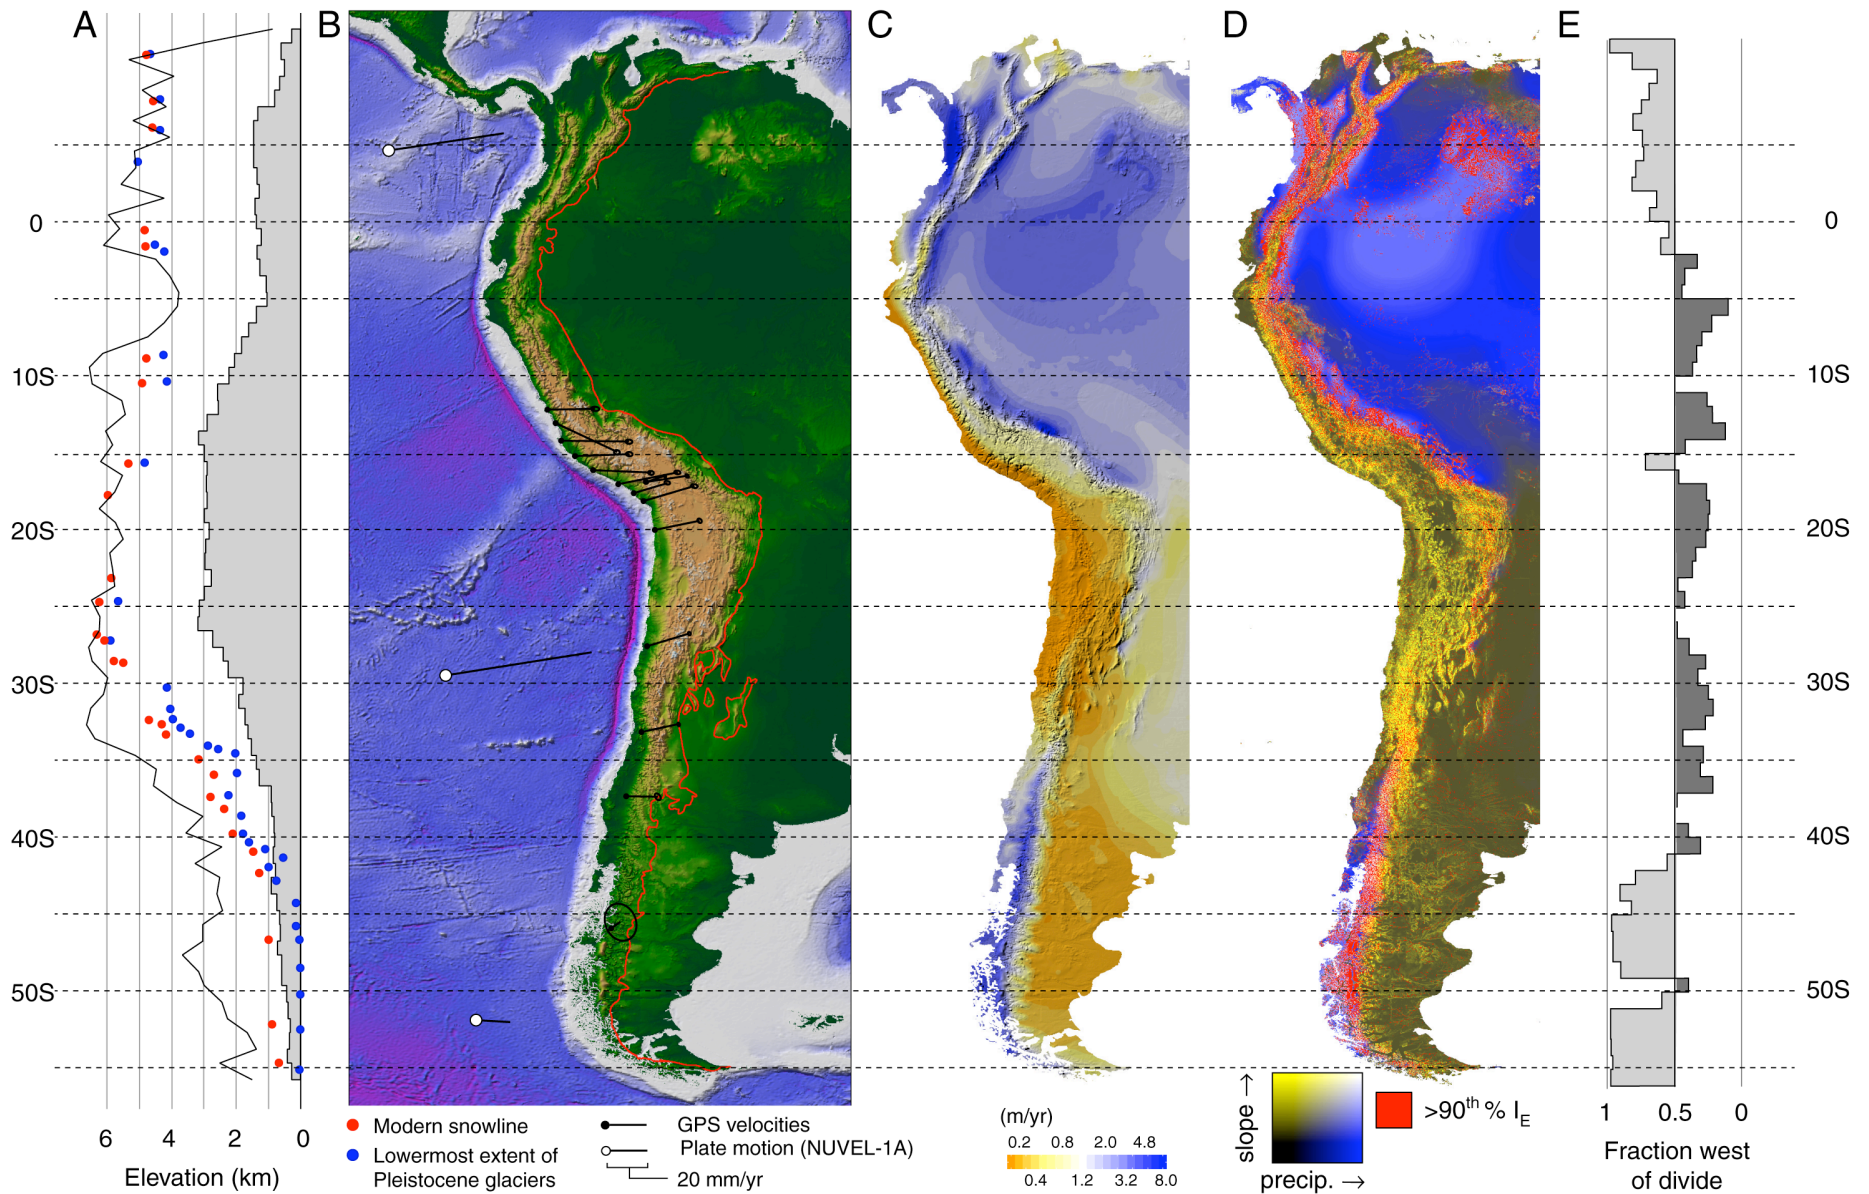 A
B
C
D
E
0
10S
20S
30S
40S
50S
0
10S
20S
30S
40S
50S
6
4
2
0
Elevation (km)
Modern snowline
Lowermost extent of
Pleistocene glaciers
GPS velocities
Plate motion (NUVEL-1A)
20 mm/yr
(m/yr)
0.2 0.8 2.0 4.8
0.4 1.2 3.2 8.0
slope →
precip. →
>90th % IE
1
0.5
0
Fraction west
of divide